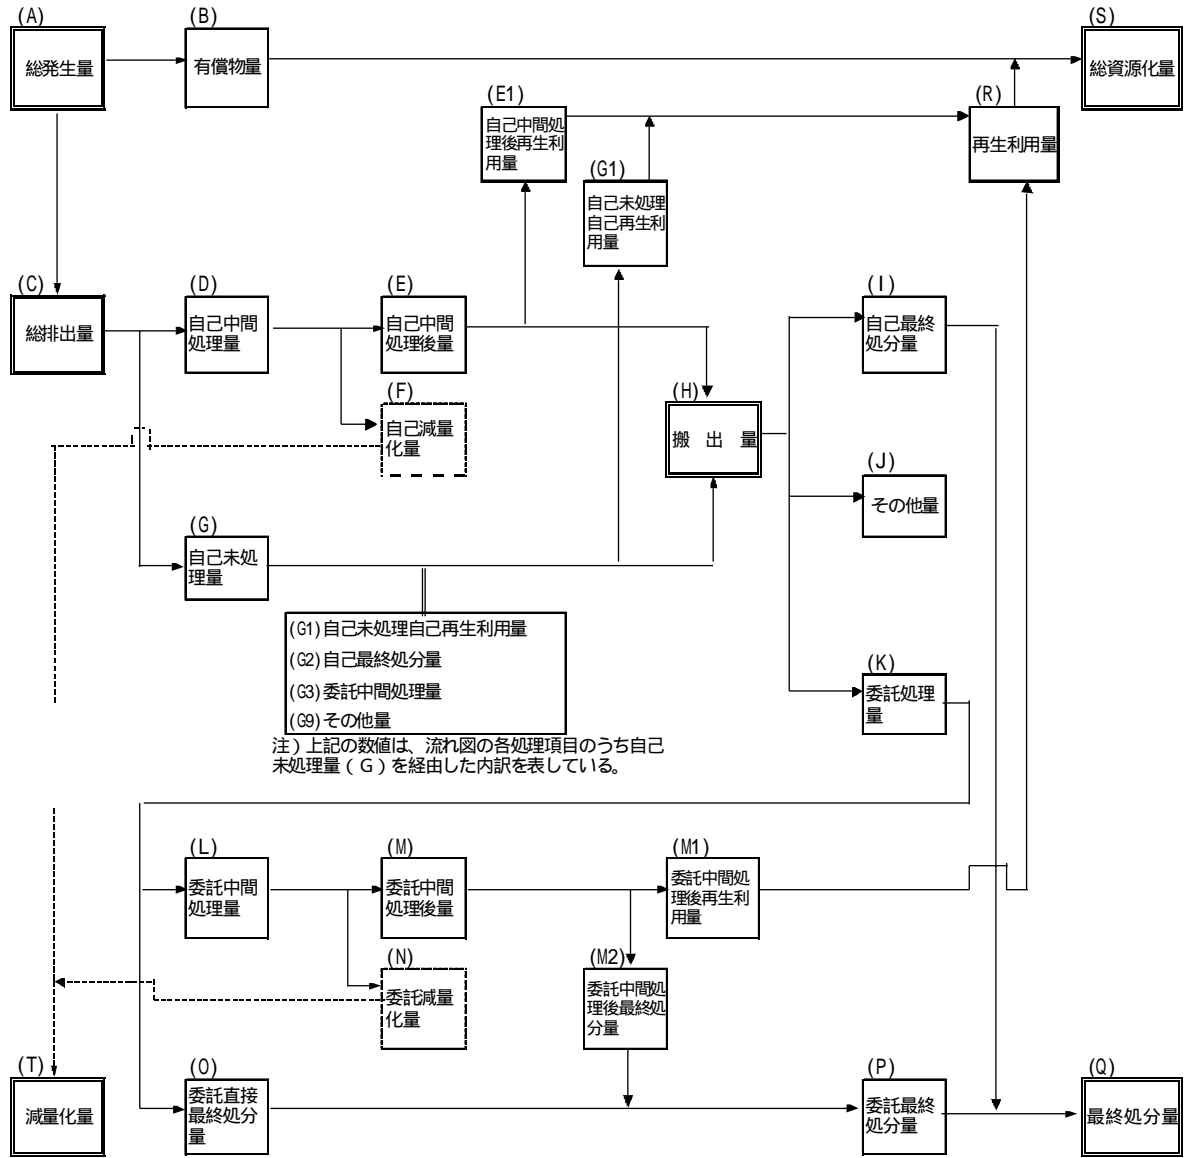 (A)
総発生量
(B)
有償物量
(S)
総資源化量
(E1)
自己中間処
理後再生利
用量
(R)
再生利用量
(G1)
自己未処理
自己再生利
用量
(C)
総排出量
(D)
自己中間
処理量
(E)
自己中間
処理後量
(I)
自己最終
処分量
(F)
自己減量
化量
(H)
搬 出 量
(J)
その他量
(G)
自己未処
理量
(G1)自己未処理自己再生利用量
(G2)自己最終処分量
(G3)委託中間処理量
(G9)その他量
注）上記の数値は、流れ図の各処理項目のうち自己
未処理量（Ｇ）を経由した内訳を表している。
(K)
委託処理
量
(L)
委託中間
処理量
(M)
委託中間
処理後量
(M1)
委託中間処
理後再生利
用量
(N)
委託減量
化量
(M2)
委託中間処
理後最終処
分量
(T)
減量化量
(O)
委託直接
最終処分
量
(P)
委託最終
処分量
(Q)
最終処分量